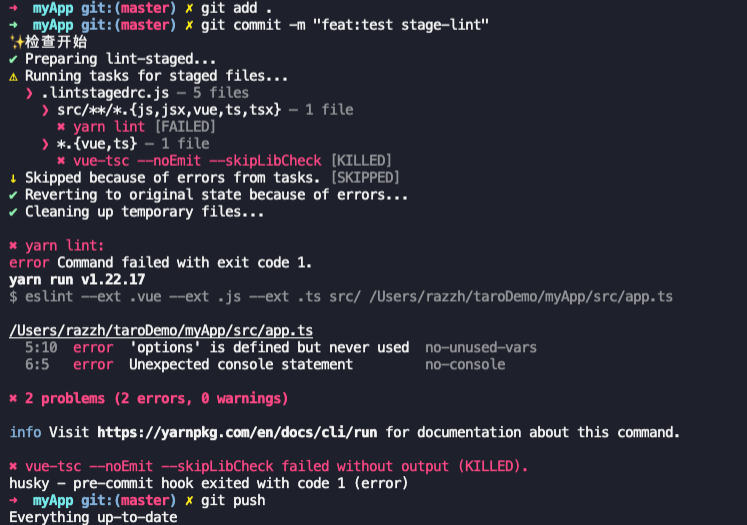 → myApp git:(master) ✗ git add .
→ myApp git:(master) ✗ git commit -m "feat:test stage-lint"
✨检查开始
✔ Preparing lint-staged...
⚠ Running tasks for staged files...
❯ .lintstagedrc.js — 5 files
❯ src/**/*.{js,jsx,vue,ts,tsx} — 1 file
✖ yarn lint [FAILED]
❯ *.{vue,ts} — 1 file
✖ vue-tsc --noEmit --skipLibCheck [KILLED]
↓ Skipped because of errors from tasks. [SKIPPED]
✔ Reverting to original state because of errors...
✔ Cleaning up temporary files...
✖ yarn lint:
error Command failed with exit code 1.
yarn run v1.22.17
$ eslint --ext .vue --ext .js --ext .ts src/ /Users/razzh/taroDemo/myApp/src/app.ts
/Users/razzh/taroDemo/myApp/src/app.ts
5:10 error 'options' is defined but never used no-unused-vars
6:5 error Unexpected console statement no-console
✖ 2 problems (2 errors, 0 warnings)
info Visit https://yarnpkg.com/en/docs/cli/run for documentation about this command.
✖ vue-tsc --noEmit --skipLibCheck failed without output (KILLED).
husky - pre-commit hook exited with code 1 (error)
→ myApp git:(master) ✗ git push
Everything up-to-date